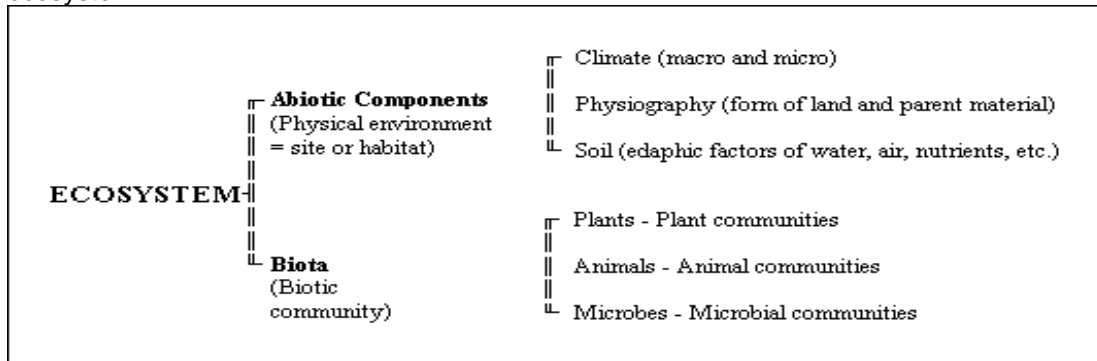 Climate (macro and micro)
Abiotic Components
(Physical environment
= site or habitat)
Physiography (form of land and parent material)
Soil (edaphic factors of water, air, nutrients, etc.)
ECOSYSTEM
Plants - Plant communities
Biota
(Biotic
community)
Animals - Animal communities
Microbes - Microbial communities